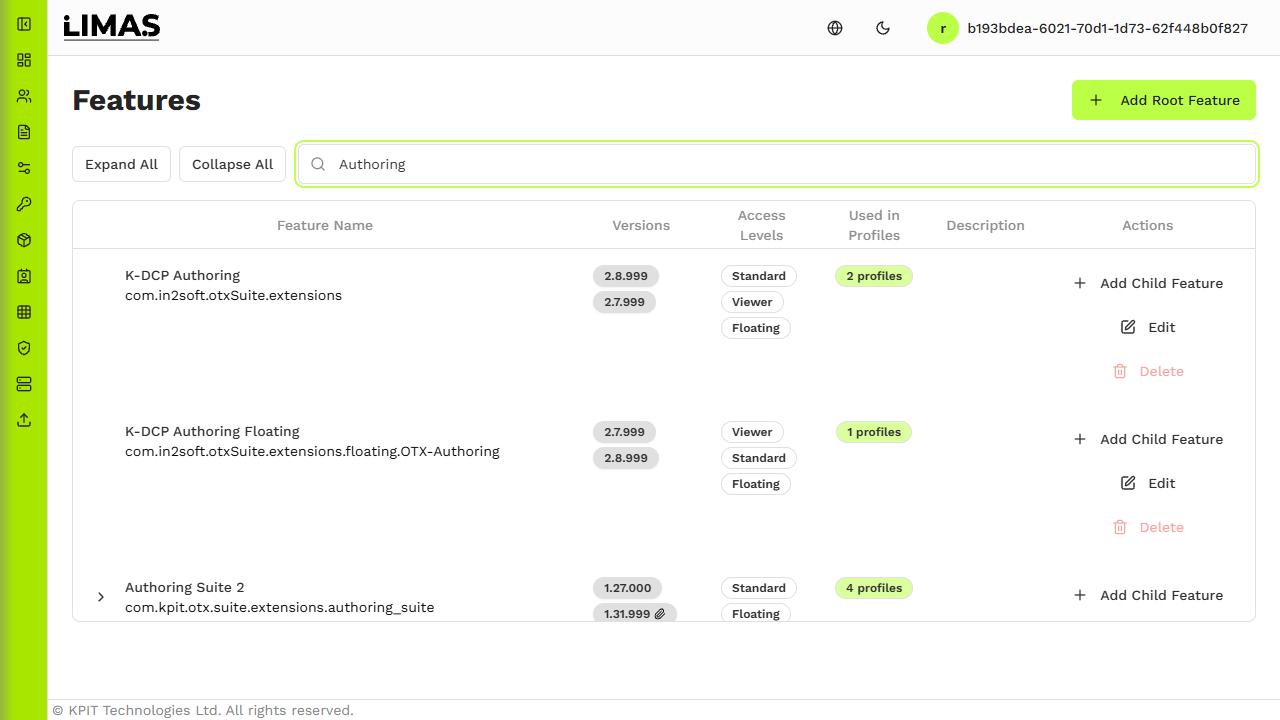 LIMAS
r
b193bdea-6021-70d1-1d73-62f448b0f827
Features
Add Root Feature
Expand All
Collapse All
Authoring
Feature Name
Versions
Access
Levels
Used in
Profiles
Description
Actions
K-DCP Authoring
com.in2soft.otxSuite.extensions
2.8.999
2.7.999
Standard
Viewer
Floating
2 profiles
Add Child Feature
Edit
Delete
K-DCP Authoring Floating
com.in2soft.otxSuite.extensions.floating.OTX-Authoring
2.7.999
2.8.999
Viewer
Standard
Floating
1 profiles
Add Child Feature
Edit
Delete
Authoring Suite 2
com.kpit.otx.suite.extensions.authoring_suite
1.27.000
1.31.999
Standard
Floating
4 profiles
Add Child Feature
© KPIT Technologies Ltd. All rights reserved.